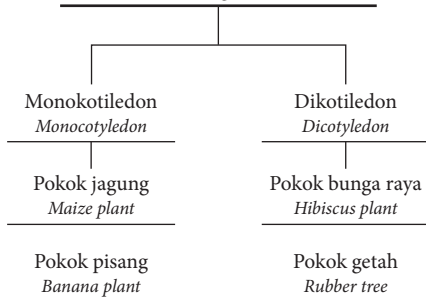 Monokotiledon
Monocotyledon
Dikotiledon
Dicotyledon
Pokok jagung
Maize plant
Pokok bunga raya
Hibiscus plant
Pokok pisang
Banana plant
Pokok getah
Rubber tree